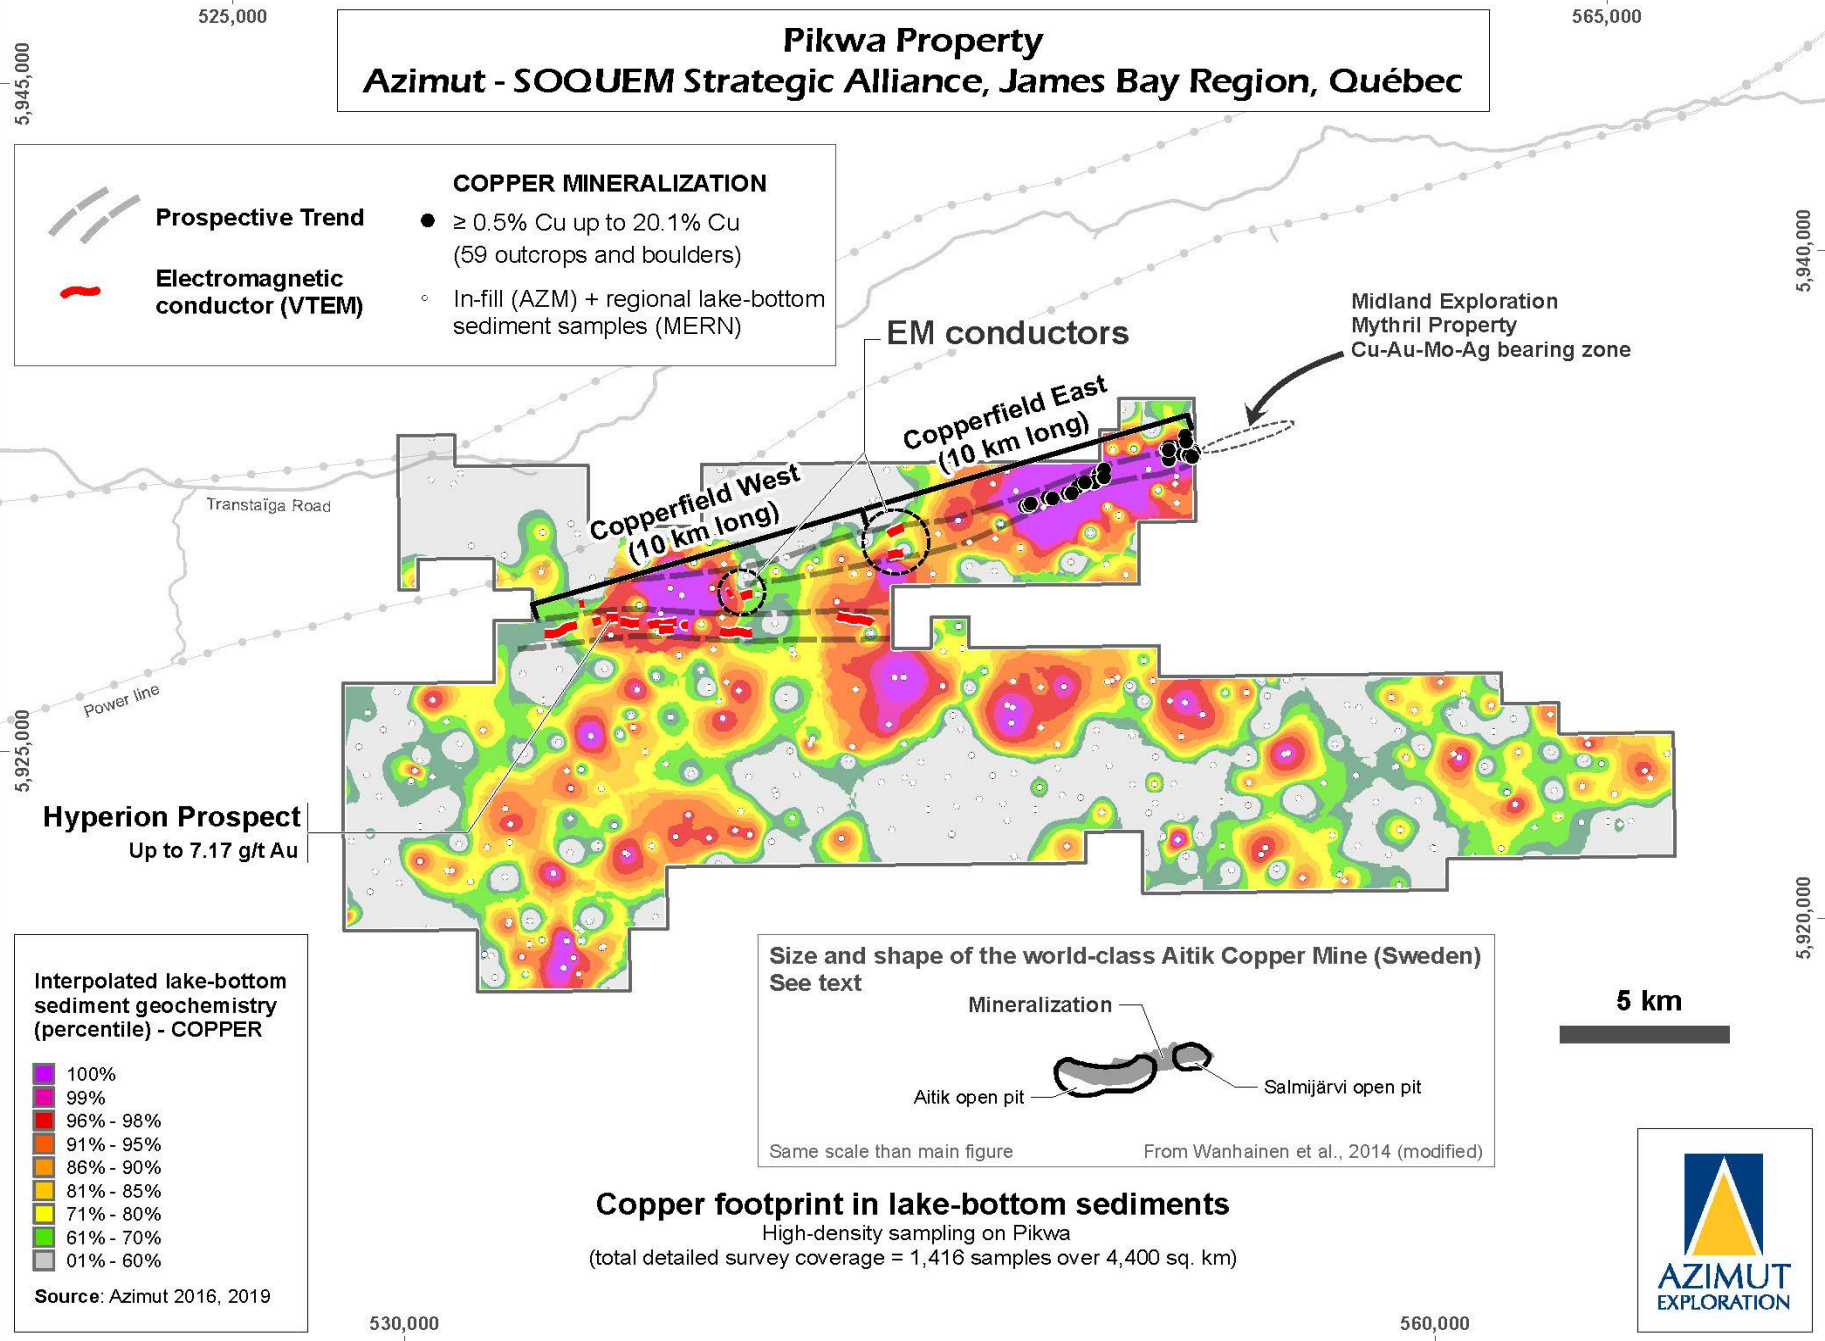 525,000
565,000
5,945,000
Pikwa Property
Azimut - SOQUEM Strategic Alliance, James Bay Region, Québec
Prospective Trend
Electromagnetic
conductor (VTEM)
COPPER MINERALIZATION
≥ 0.5% Cu up to 20.1% Cu
(59 outcrops and boulders)
In-fill (AZM) + regional lake-bottom
sediment samples (MERN)
5,940,000
Midland Exploration
Mythril Property
Cu-Au-Mo-Ag bearing zone
EM conductors
Copperfield East
(10 km long)
Copperfield West
(10 km long)
Transtaïga Road
Power line
5,925,000
Hyperion Prospect
Up to 7.17 g/t Au
5,920,000
Interpolated lake-bottom
sediment geochemistry
(percentile) - COPPER
100%
99%
96% - 98%
91% - 95%
86% - 90%
81% - 85%
71% - 80%
61% - 70%
01% - 60%
Source: Azimut 2016, 2019
Size and shape of the world-class Aitik Copper Mine (Sweden)
See text
Mineralization
Aitik open pit
Salmijärvi open pit
Same scale than main figure
From Wanhainen et al., 2014 (modified)
5 km
Copper footprint in lake-bottom sediments
High-density sampling on Pikwa
(total detailed survey coverage = 1,416 samples over 4,400 sq. km)
AZIMUT
EXPLORATION
530,000
560,000